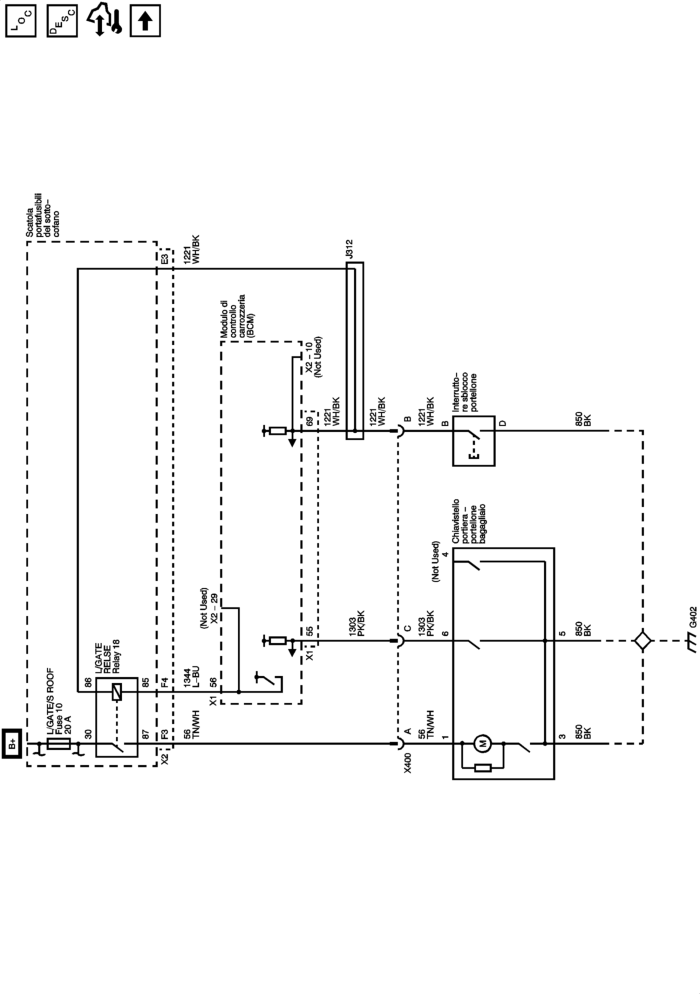 LOC
DESC
B+
Scatola
portafusibili
del sotto-
cofano
L/GATE/S ROOF
Fuse 10
20 A
L/GATE
RELSE
Relay 18
30
86
87
85
X2
F3
F4
E3
56
TN/WH
1344
L-BU
1221
WH/BK
X1
56
(Not Used)
X2 - 29
Modulo di
controllo
carrozzeria
(BCM)
X2 - 10
(Not Used)
X1
55
69
1303
PK/BK
1221
WH/BK
J312
1221
WH/BK
X400
A
C
B
56
TN/WH
1303
PK/BK
1221
WH/BK
1
6
(Not Used)
4
B
Chiavistello
portiera -
portellone
bagagliaio
Interrutto-
re sblocco
portellone
M
3
5
D
850
BK
850
BK
850
BK
G402